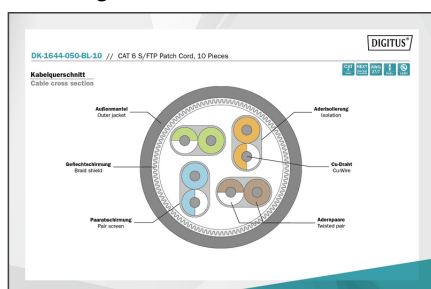 DIGITUS®
DK-1644-050-BL-10 // CAT 6 S/FTP Patch Cord, 10 Pieces
Kabelquerschnitt
Cable cross section
Außenmantel
Outer jacket
Aderisolierung
Isolation
Geflechtschirmung
Braid shield
Cu-Draht
Cu-Wire
Paarabschirmung
Pair screen
Adernpaare
Twisted pair